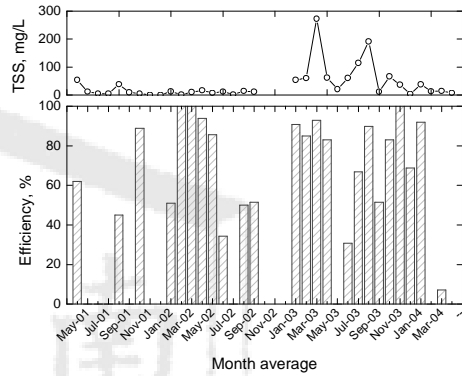 TSS, mg/L
300
200
100
0
Efficiency, %
100
80
60
40
20
0
May-01
Jul-01
Sep-01
Nov-01
Jan-02
Mar-02
May-02
Jul-02
Sep-02
Nov-02
Jan-03
Mar-03
May-03
Jul-03
Sep-03
Nov-03
Jan-04
Mar-04
Month average